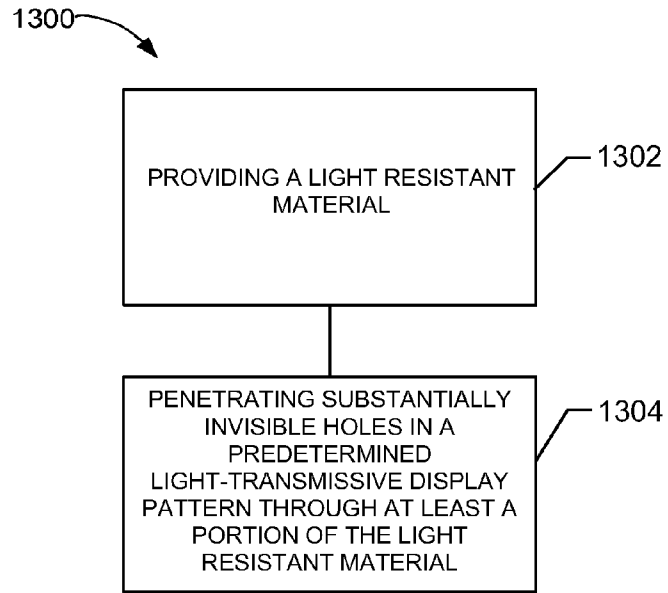 1300
PROVIDING A LIGHT RESISTANT
MATERIAL
1302
PENETRATING SUBSTANTIALLY
INVISIBLE HOLES IN A
PREDETERMINED
LIGHT-TRANSMISSIVE DISPLAY
PATTERN THROUGH AT LEAST A
PORTION OF THE LIGHT
RESISTANT MATERIAL
1304